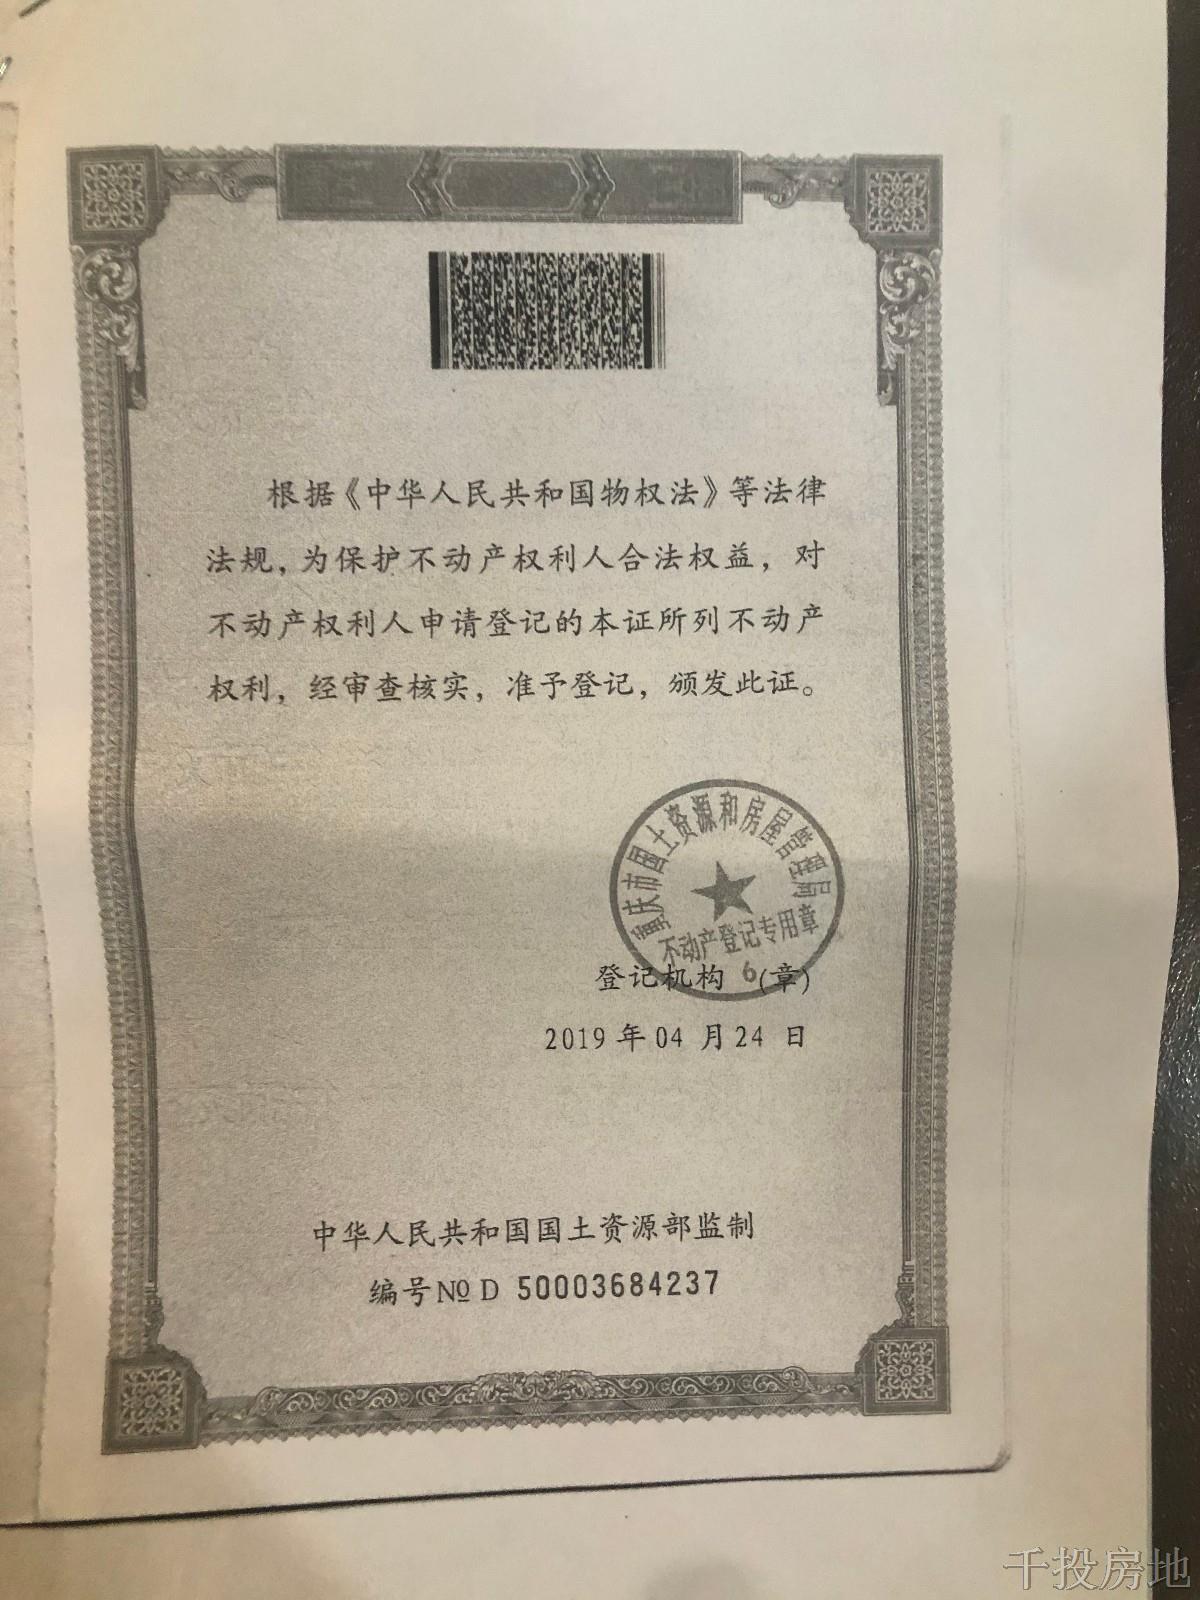 根据《中华人民共和国物权法》等法律
法规，为保护不动产权利人合法权益，对
不动产权利人申请登记的本证所列不动产
权利，经审查核实，准予登记，颁发此证。
重庆市国土资源和房屋管理局
不动产登记专用章
6
登记机构 (章)
2019 年 04 月 24 日
中华人民共和国国土资源部监制
编号№ D 50003684237
千投房地